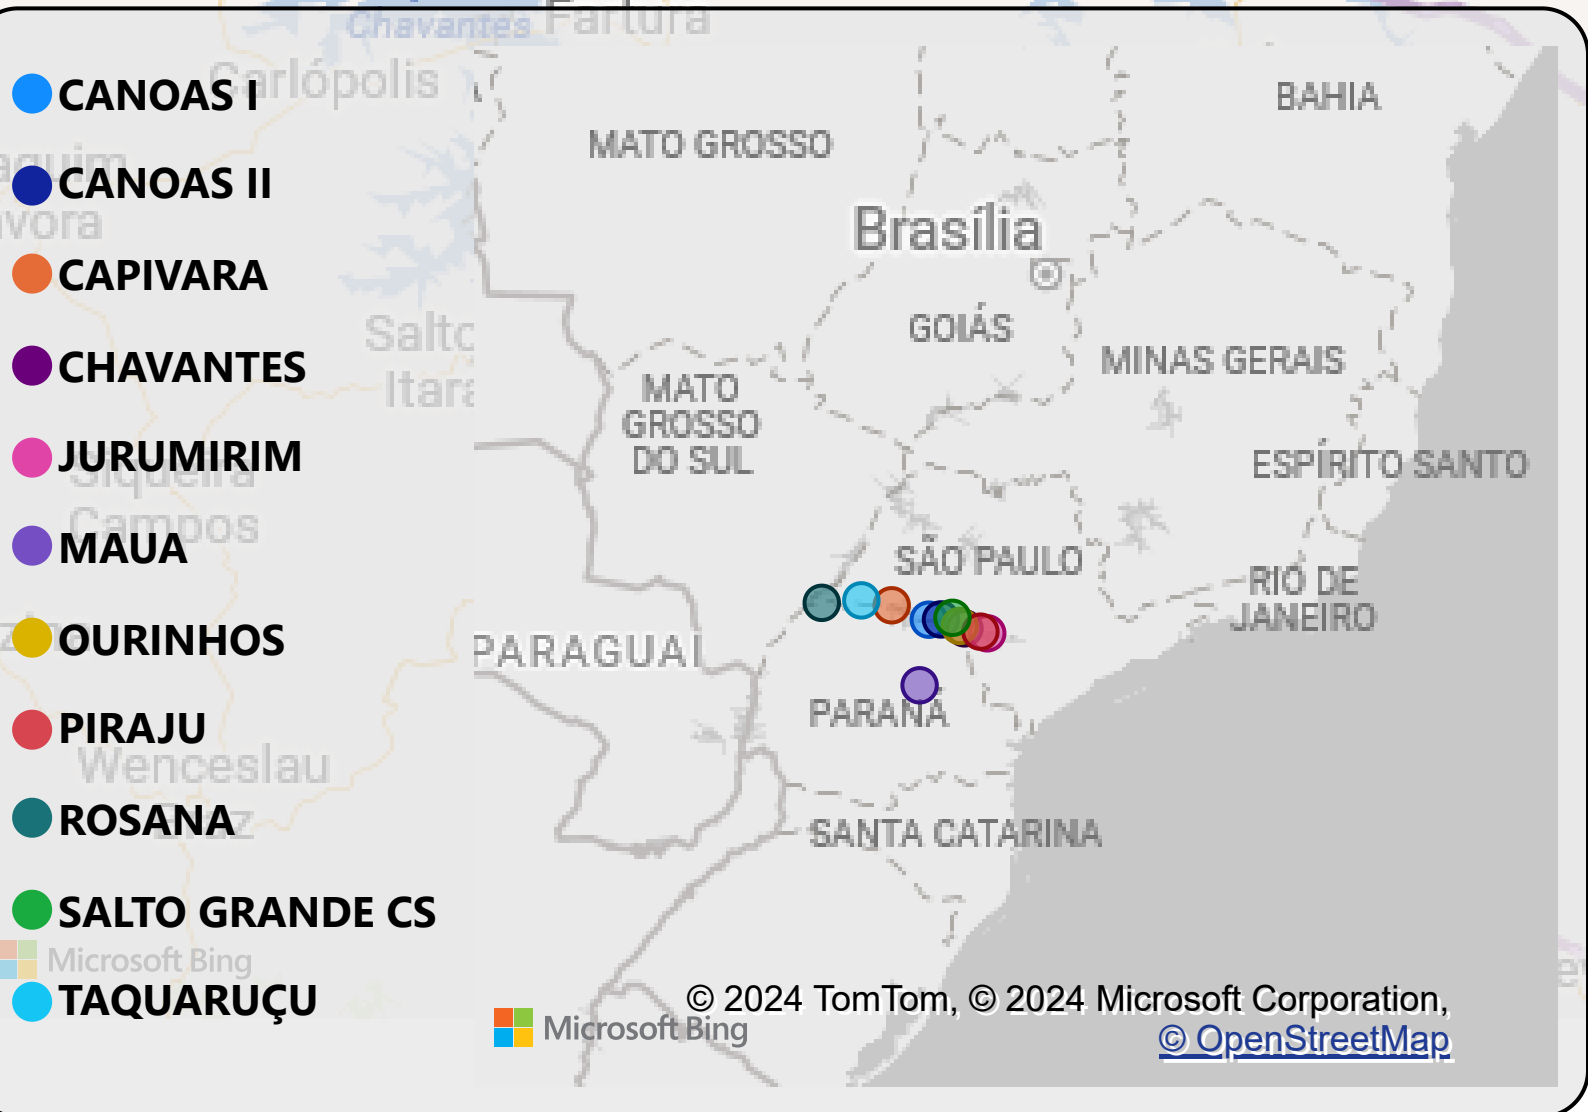 Chavantes Fartura
Carlópolis
CANOAS I
CANOAS II
CAPIVARA
CHAVANTES
JURUMIRIM
MAUA
OURINHOS
PIRAJU
ROSANA
SALTO GRANDE CS
TAQUARUÇU
Salto
Siqueira
Campos
Wenceslau
Braz
Microsoft Bing
BAHIA
MATO GROSSO
Brasília
GOIÁS
MINAS GERAIS
MATO
GROSSO
DO SUL
ESPÍRITO SANTO
SÃO PAULO
RIO DE
JANEIRO
PARAGUAI
PARANÁ
SANTA CATARINA
© 2024 TomTom, © 2024 Microsoft Corporation,
Microsoft Bing
© OpenStreetMap